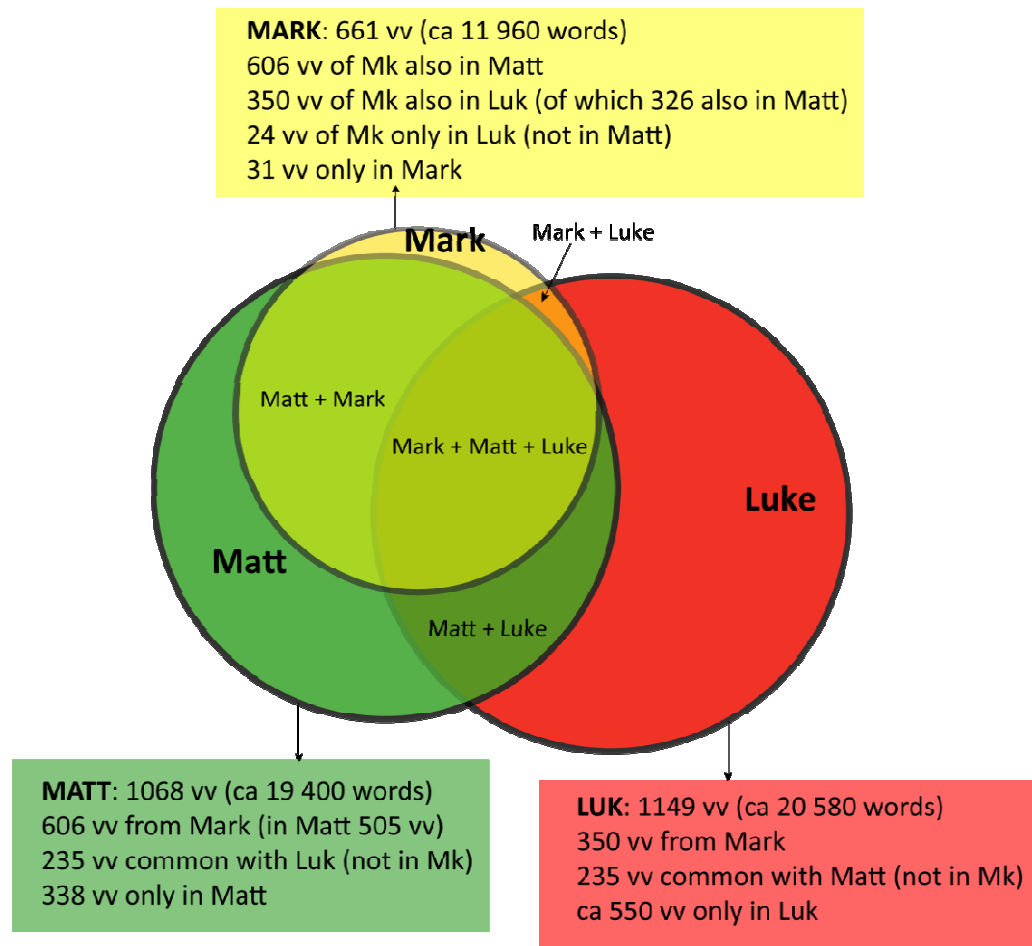 MARK: 661 vv (ca 11 960 words)
606 vv of Mk also in Matt
350 vv of Mk also in Luk (of which 326 also in Matt)
24 vv of Mk only in Luk (not in Matt)
31 vv only in Mark
Mark
Mark + Luke
Matt + Mark
Mark + Matt + Luke
Luke
Matt
Matt + Luke
MATT: 1068 vv (ca 19 400 words)
606 vv from Mark (in Matt 505 vv)
235 vv common with Luk (not in Mk)
338 vv only in Matt
LUK: 1149 vv (ca 20 580 words)
350 vv from Mark
235 vv common with Matt (not in Mk)
ca 550 vv only in Luk